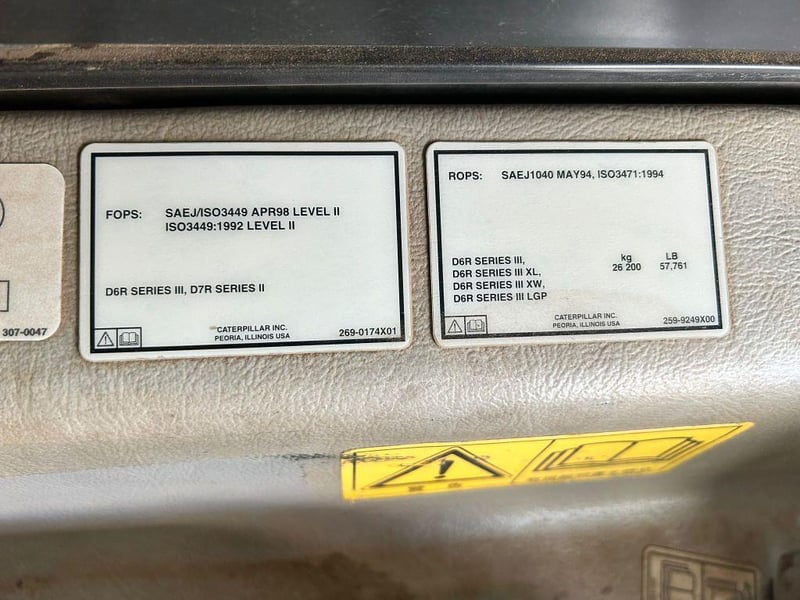 307-0047
FOPS: SAEJ/ISO3449 APR98 LEVEL II
ISO3449:1992 LEVEL II
D6R SERIES III, D7R SERIES II
CATERPILLAR INC.
PEORIA, ILLINOIS USA
269-0174X01
ROPS: SAEJ1040 MAY94, ISO3471:1994
kg LB
D6R SERIES III, 26 200 57,761
D6R SERIES III XL,
D6R SERIES III XW,
D6R SERIES III LGP
CATERPILLAR INC.
PEORIA, ILLINOIS USA
259-9249X00